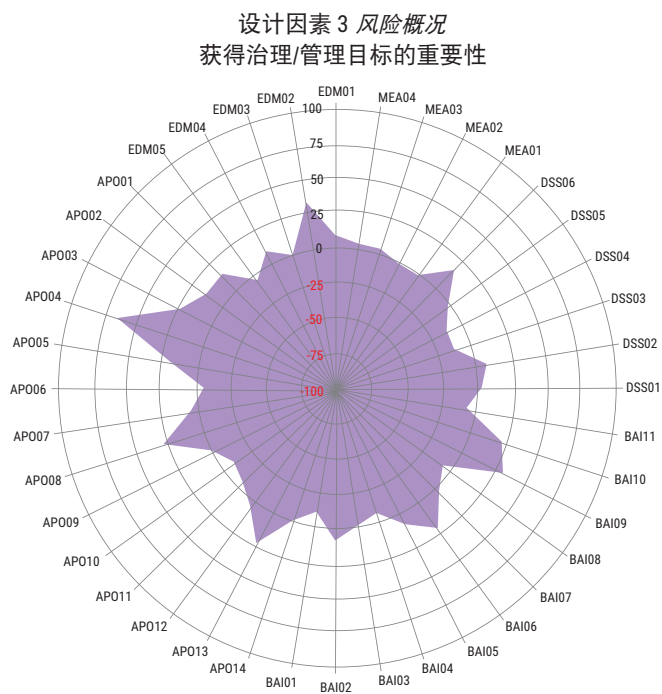 设计因素 3 风险概况
获得治理/管理目标的重要性
EDM01
MEA04
MEA03
MEA02
MEA01
DSS06
DSS05
DSS04
DSS03
DSS02
DSS01
BAI11
BAI10
BAI09
BAI08
BAI07
BAI06
BAI05
BAI04
BAI03
BAI02
BAI01
APO14
APO13
APO12
APO11
APO10
APO09
APO08
APO07
APO06
APO05
APO04
APO03
APO02
APO01
EDM05
EDM04
EDM03
EDM02
100
75
50
25
0
-25
-50
-75
-100